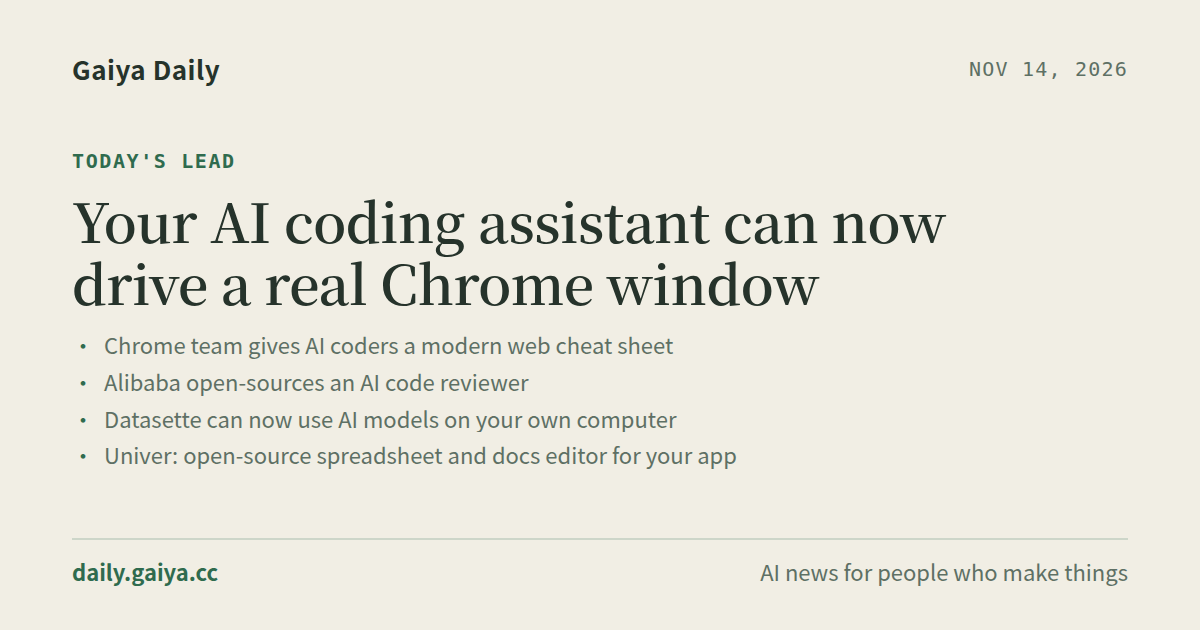 Gaiya Daily
NOV 14, 2026
TODAY'S LEAD
Your AI coding assistant can now
drive a real Chrome window
• Chrome team gives AI coders a modern web cheat sheet
• Alibaba open-sources an AI code reviewer
• Datasette can now use AI models on your own computer
• Univer: open-source spreadsheet and docs editor for your app
daily.gaiya.cc
AI news for people who make things